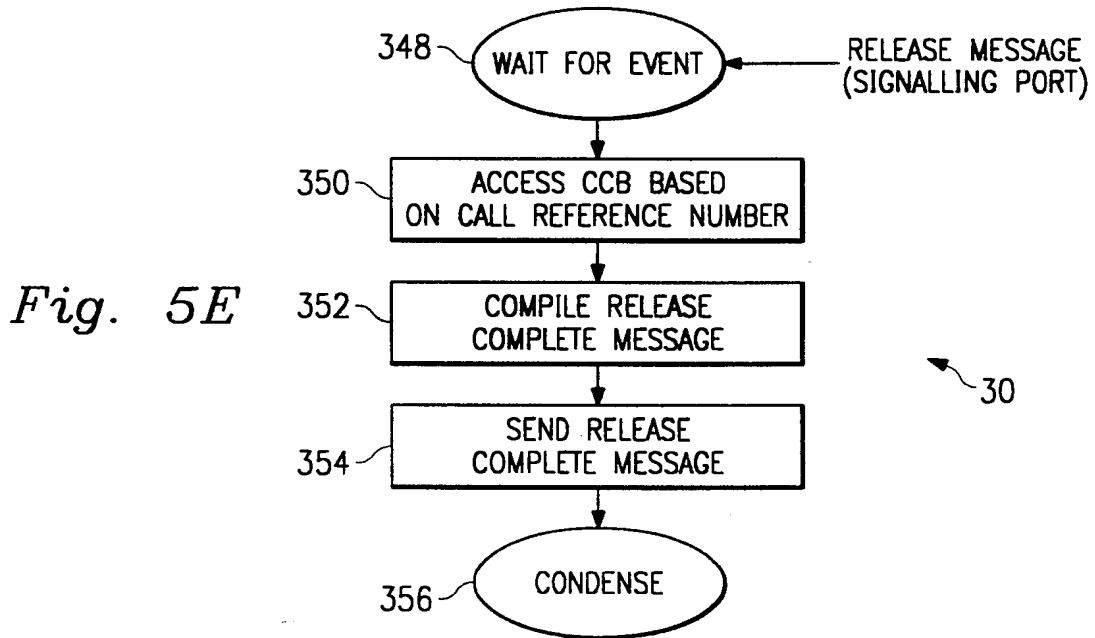 348
WAIT FOR EVENT
RELEASE MESSAGE
(SIGNALLING PORT)
350
ACCESS CCB BASED
ON CALL REFERENCE NUMBER
Fig. 5E
352
COMPILE RELEASE
COMPLETE MESSAGE
30
354
SEND RELEASE
COMPLETE MESSAGE
356
CONDENSE